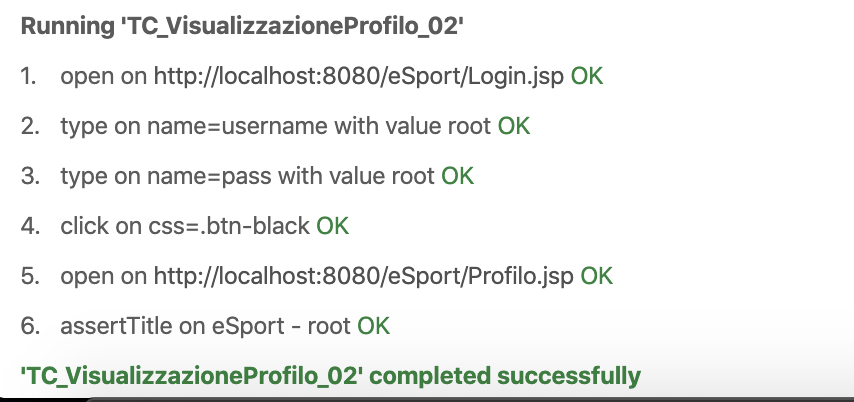 Running 'TC_VisualizzazioneProfilo_02'
1. open on http://localhost:8080/eSport/Login.jsp OK
2. type on name=username with value root OK
3. type on name=pass with value root OK
4. click on css=.btn-black OK
5. open on http://localhost:8080/eSport/Profilo.jsp OK
6. assertTitle on eSport - root OK
'TC_VisualizzazioneProfilo_02' completed successfully